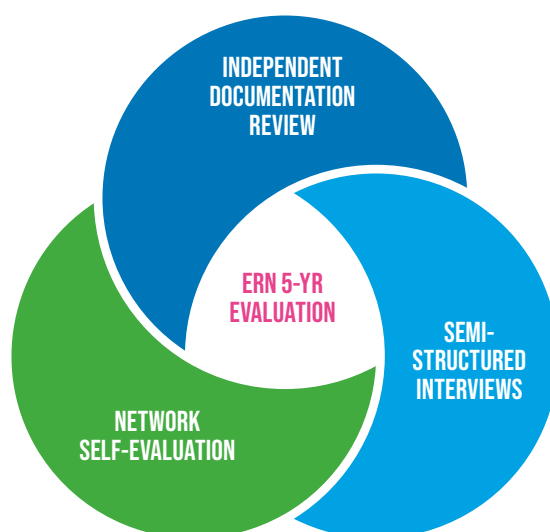 INDEPENDENT
DOCUMENTATION
REVIEW
ERN 5-YR
EVALUATION
SEMI-
STRUCTURED
INTERVIEWS
NETWORK
SELF-EVALUATION